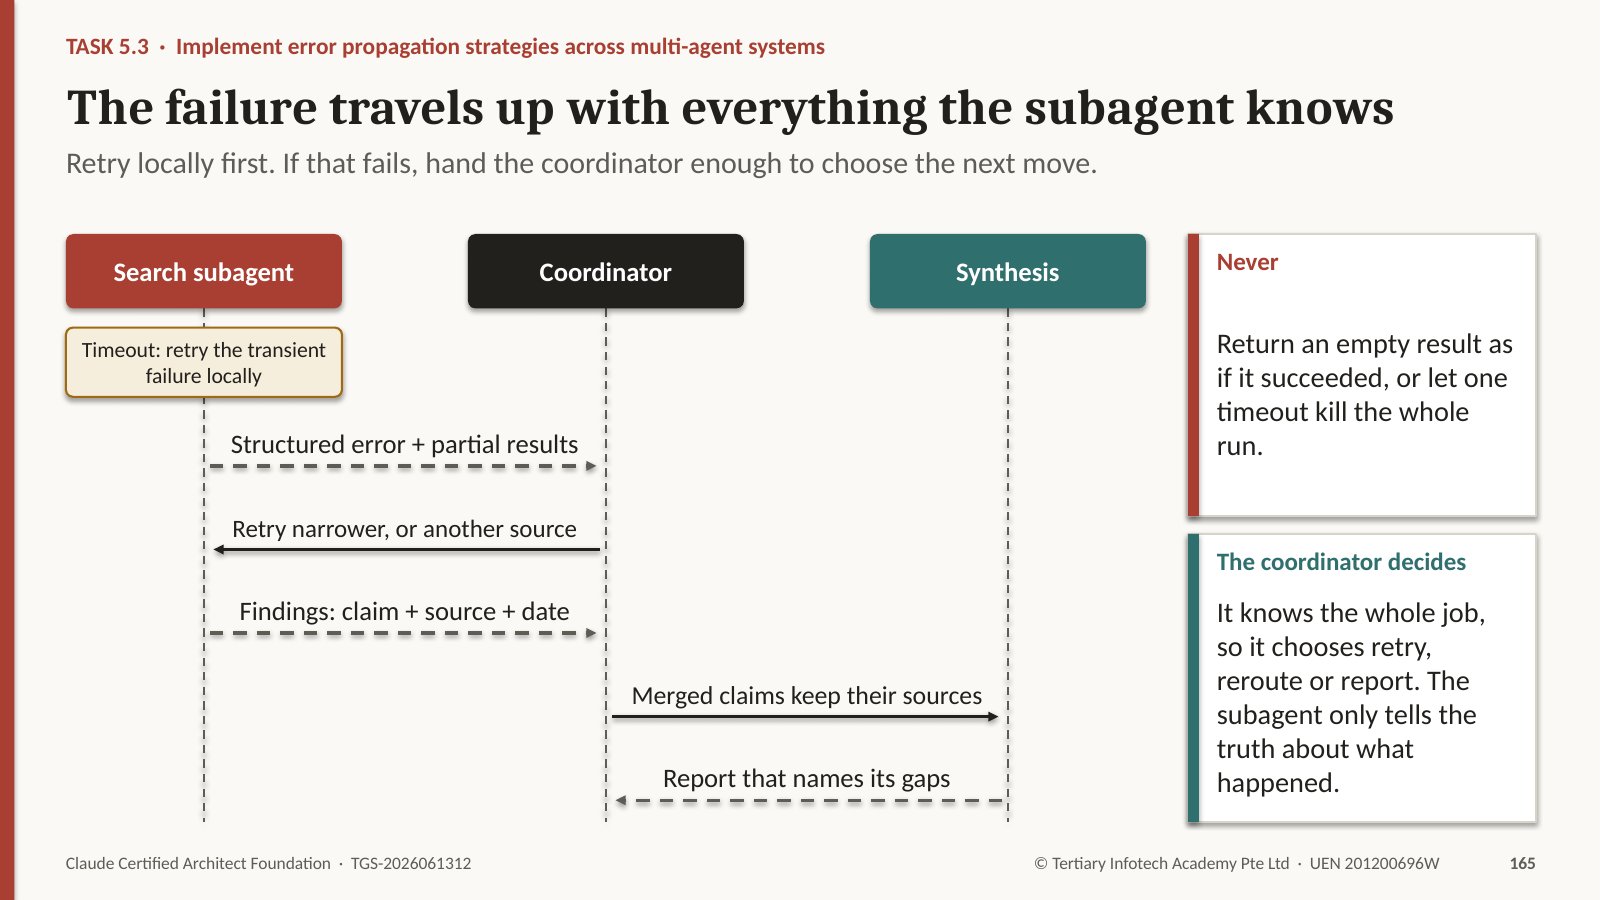 TASK 5.3 · Implement error propagation strategies across multi-agent systems
The failure travels up with everything the subagent knows
Retry locally first. If that fails, hand the coordinator enough to choose the next move.
Search subagent
Coordinator
Synthesis
Timeout: retry the transient
failure locally
Structured error + partial results
Retry narrower, or another source
Findings: claim + source + date
Merged claims keep their sources
Report that names its gaps
Never
Return an empty result as
if it succeeded, or let one
timeout kill the whole
run.
The coordinator decides
It knows the whole job,
so it chooses retry,
reroute or report. The
subagent only tells the
truth about what
happened.
Claude Certified Architect Foundation · TGS-2026061312
© Tertiary Infotech Academy Pte Ltd · UEN 201200696W
165